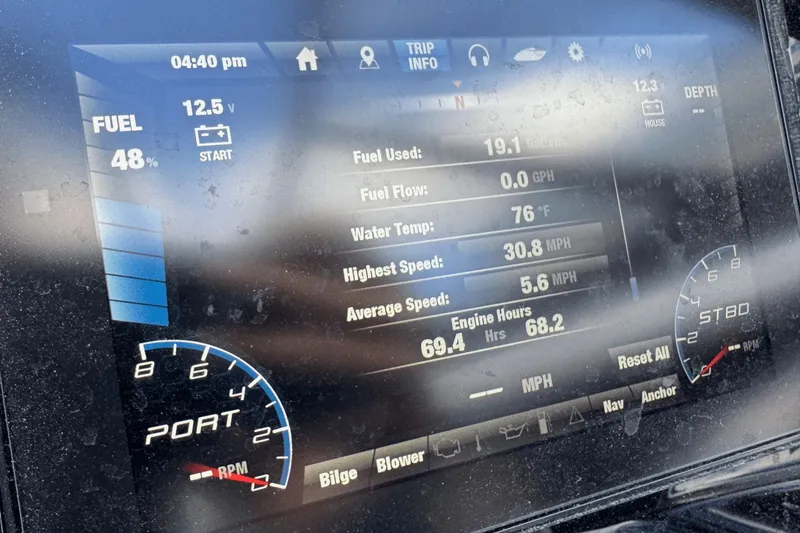 04:40 pm
TRIP
INFO
FUEL
48%
12.5 V
START
N
12.3 V
HOUSE
DEPTH
--
Fuel Used: 19.1 Gallons
Fuel Flow: 0.0 GPH
Water Temp: 76 °F
Highest Speed: 30.8 MPH
Average Speed: 5.6 MPH
Engine Hours
69.4 Hrs 68.2
--- MPH
Reset All
8 6 4 2 0
PORT
-- RPM
8 6 4 2 0
STBD
-- RPM
Bilge
Blower
Nav
Anchor